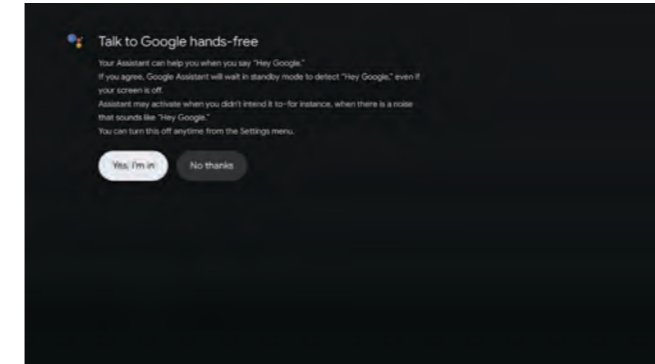 Talk to Google hands-free
Your Assistant can help you when you say "Hey Google."
If you agree, Google Assistant will wait in standby mode to detect "Hey Google," even if
your screen is off.
Assistant may activate when you didn't intend it to-for instance, when there is a noise
that sounds like "Hey Google."
You can turn this off anytime from the Settings menu.
Yes, I'm in
No thanks